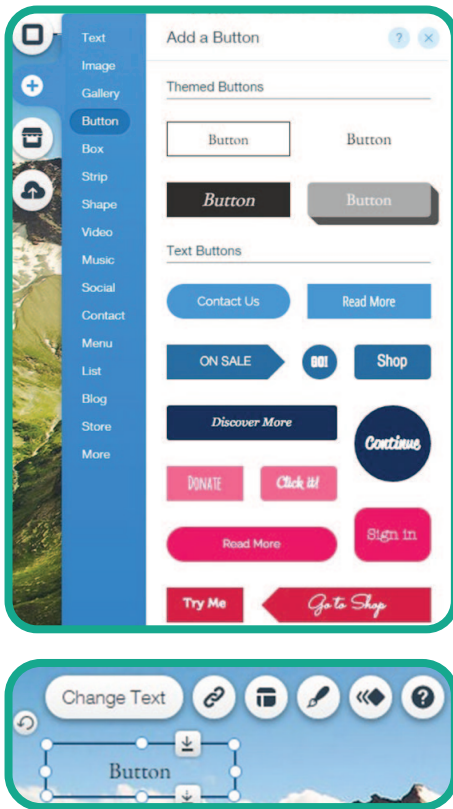 Text
Image
Gallery
Button
Box
Strip
Shape
Video
Music
Social
Contact
Menu
List
Blog
Store
More
Add a Button
?
Themed Buttons
Button Button
Button Button
Text Buttons
Contact Us Read More
ON SALE GO! Shop
Discover More
Continue
DONATE Click it!
Read More
Sign in
Try Me Go to Shop
Change Text ?
Button